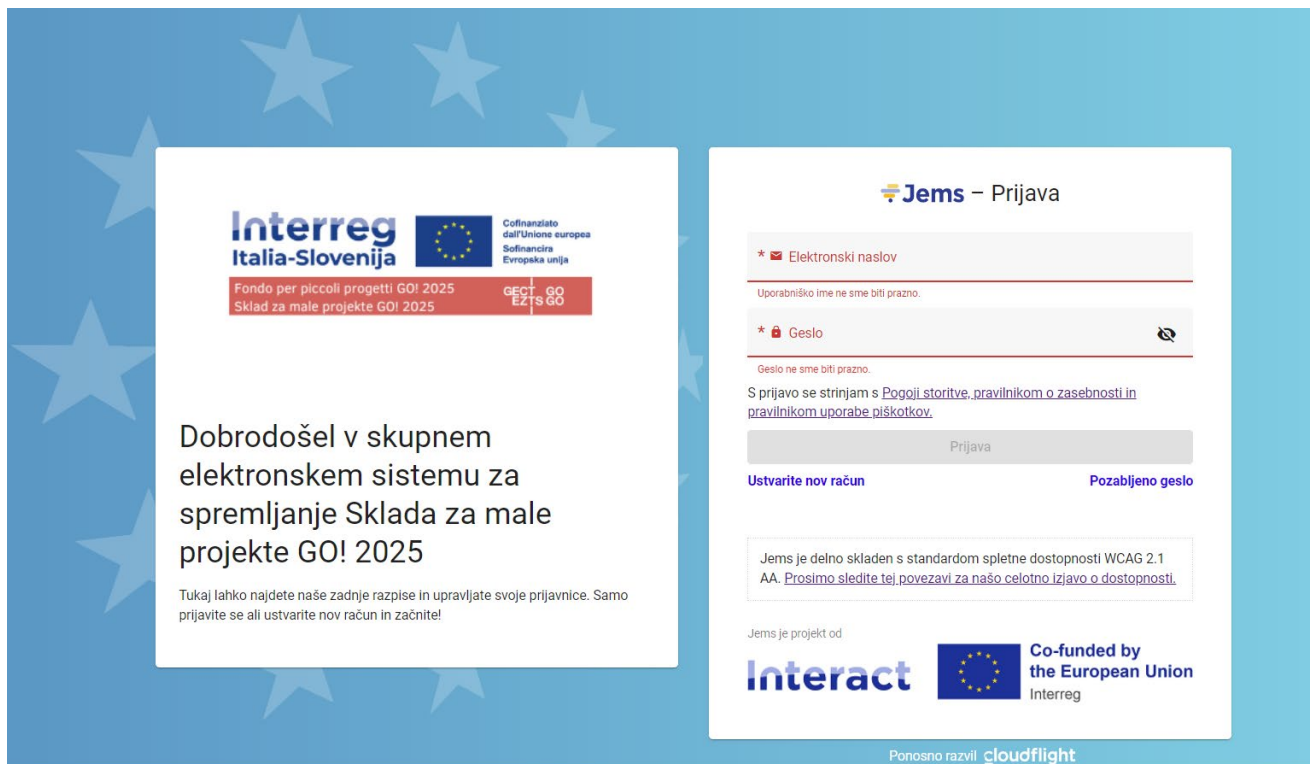 Interreg
Italia-Slovenija
Cofinanziato
dall'Unione europea
Sofinancira
Evropska unija
Fondo per piccoli progetti GO! 2025
Sklad za male projekte GO! 2025
GECT GO
EZTS GO
Dobrodošel v skupnem
elektronskem sistemu za
spremljanje Sklada za male
projekte GO! 2025
Tukaj lahko najdete naše zadnje razpise in upravljate svoje prijavnice. Samo
prijavite se ali ustvarite nov račun in začnite!
Jems – Prijava
* Elektronski naslov
Uporabniško ime ne sme biti prazno.
* Geslo
Geslo ne sme biti prazno.
S prijavo se strinjam s Pogoji storitve, pravilnikom o zasebnosti in
pravilnikom uporabe piškotkov.
Prijava
Ustvarite nov račun
Pozabljeno geslo
Jems je delno skladen s standardom spletne dostopnosti WCAG 2.1
AA. Prosimo sledite tej povezavi za našo celotno izjavo o dostopnosti.
Jems je projekt od
Interact
Co-funded by
the European Union
Interreg
Ponosno razvil cloudflight